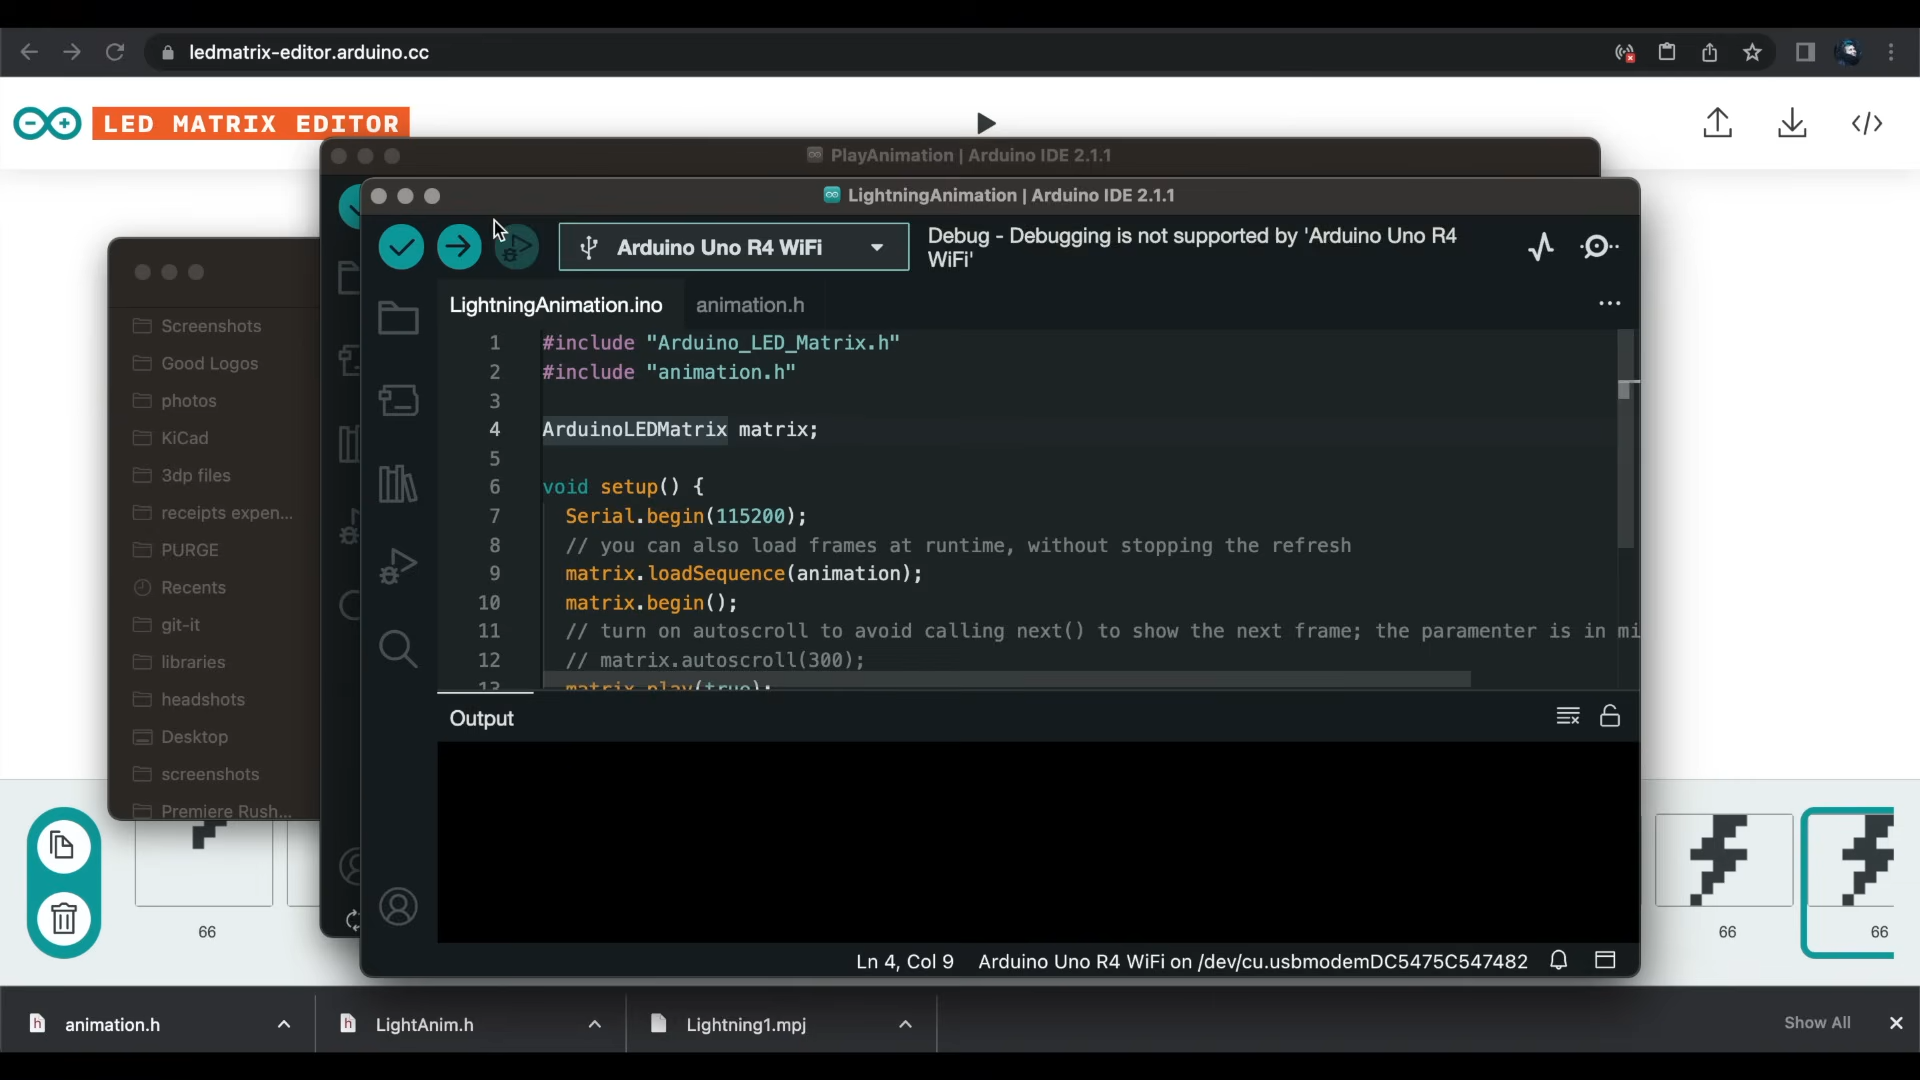 ledmatrix-editor.arduino.cc
LED MATRIX EDITOR
PlayAnimation | Arduino IDE 2.1.1
LightningAnimation | Arduino IDE 2.1.1
Arduino Uno R4 WiFi
Debug - Debugging is not supported by 'Arduino Uno R4
WiFi'
LightningAnimation.ino
animation.h
1 #include "Arduino_LED_Matrix.h"
2 #include "animation.h"
3
4 ArduinoLEDMatrix matrix;
5
6 void setup() {
7 Serial.begin(115200);
8 // you can also load frames at runtime, without stopping the refresh
9 matrix.loadSequence(animation);
10 matrix.begin();
11 // turn on autoscroll to avoid calling next() to show the next frame; the paramenter is in mi
12 // matrix.autoscroll(300);
13 matrix.play(true);
Output
Ln 4, Col 9
Arduino Uno R4 WiFi on /dev/cu.usbmodemDC5475C547482
Screenshots
Good Logos
photos
KiCad
3dp files
receipts expen...
PURGE
Recents
git-it
libraries
headshots
Desktop
screenshots
Premiere Rush...
66
66
66
animation.h
LightAnim.h
Lightning1.mpj
Show All